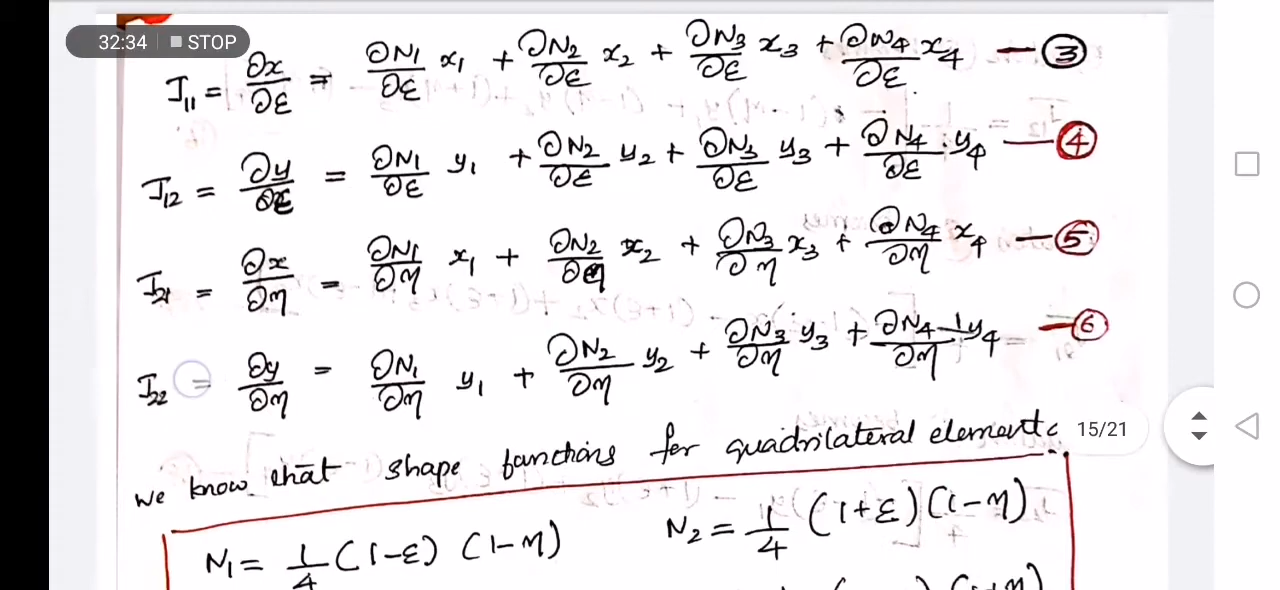 32:34 ■ STOP
J₁₁ = ∂x/∂ε = ∂N₁/∂ε x₁ + ∂N₂/∂ε x₂ + ∂N₃/∂ε x₃ + ∂N₄/∂ε x₄ — ③
J₁₂ = ∂y/∂ε = ∂N₁/∂ε y₁ + ∂N₂/∂ε y₂ + ∂N₃/∂ε y₃ + ∂N₄/∂ε y₄ — ④
J₂₁ = ∂x/∂η = ∂N₁/∂η x₁ + ∂N₂/∂η x₂ + ∂N₃/∂η x₃ + ∂N₄/∂η x₄ — ⑤
J₂₂ = ∂y/∂η = ∂N₁/∂η y₁ + ∂N₂/∂η y₂ + ∂N₃/∂η y₃ + ∂N₄/∂η y₄ — ⑥
15/21
we know that shape functions for quadrilateral element
N₁ = 1/4 (1-ε) (1-η) N₂ = 1/4 (1+ε) (1-η)